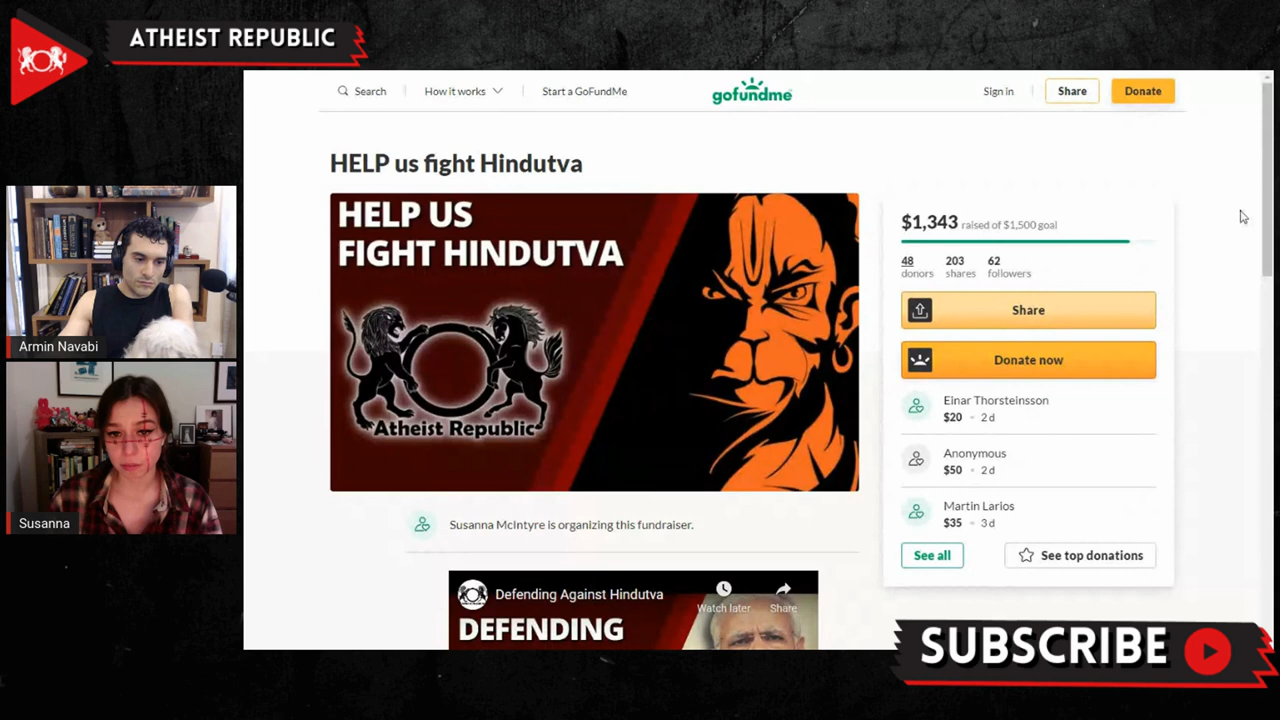 ATHEIST REPUBLIC
Search
How it works
Start a GoFundMe
gofundme
Sign in
Share
Donate
HELP us fight Hindutva
HELP US
FIGHT HINDUTVA
Atheist Republic
$1,343 raised of $1,500 goal
48 donors
203 shares
62 followers
Share
Donate now
Einar Thorsteinsson
$20 • 2 d
Anonymous
$50 • 2 d
Martin Larios
$35 • 3 d
See all
See top donations
Armin Navabi
Susanna
Susanna McIntyre is organizing this fundraiser.
Defending Against Hindutva
Watch later
Share
DEFENDING
SUBSCRIBE